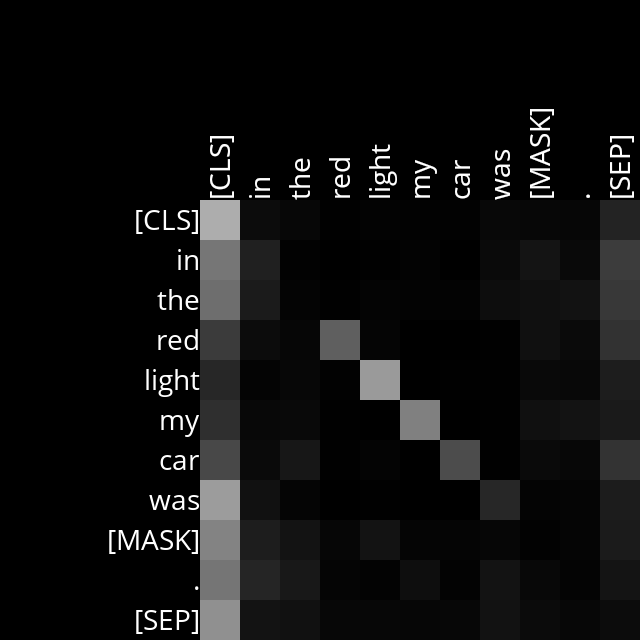 [CLS] in the red light my car was [MASK] . [SEP]
[CLS]
in
the
red
light
my
car
was
[MASK]
.
[SEP]